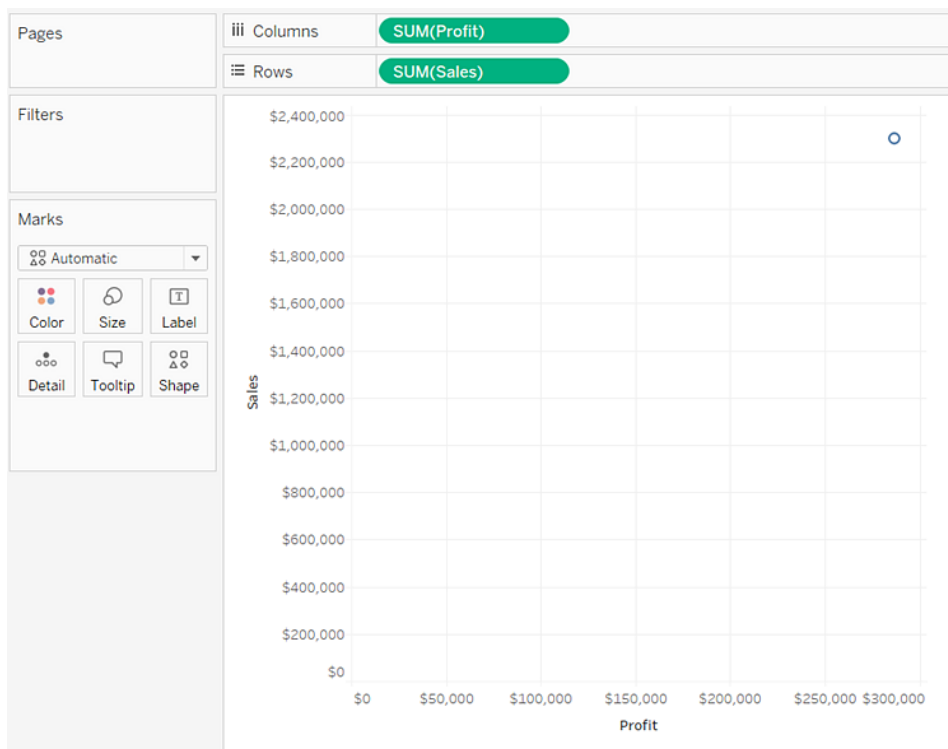 Pages
Columns
SUM(Profit)
Rows
SUM(Sales)
Filters
Marks
Automatic
Color
Size
T
Label
Detail
Tooltip
Shape
Sales
$2,400,000
$2,200,000
$2,000,000
$1,800,000
$1,600,000
$1,400,000
$1,200,000
$1,000,000
$800,000
$600,000
$400,000
$200,000
$0
$0 $50,000 $100,000 $150,000 $200,000 $250,000 $300,000
Profit